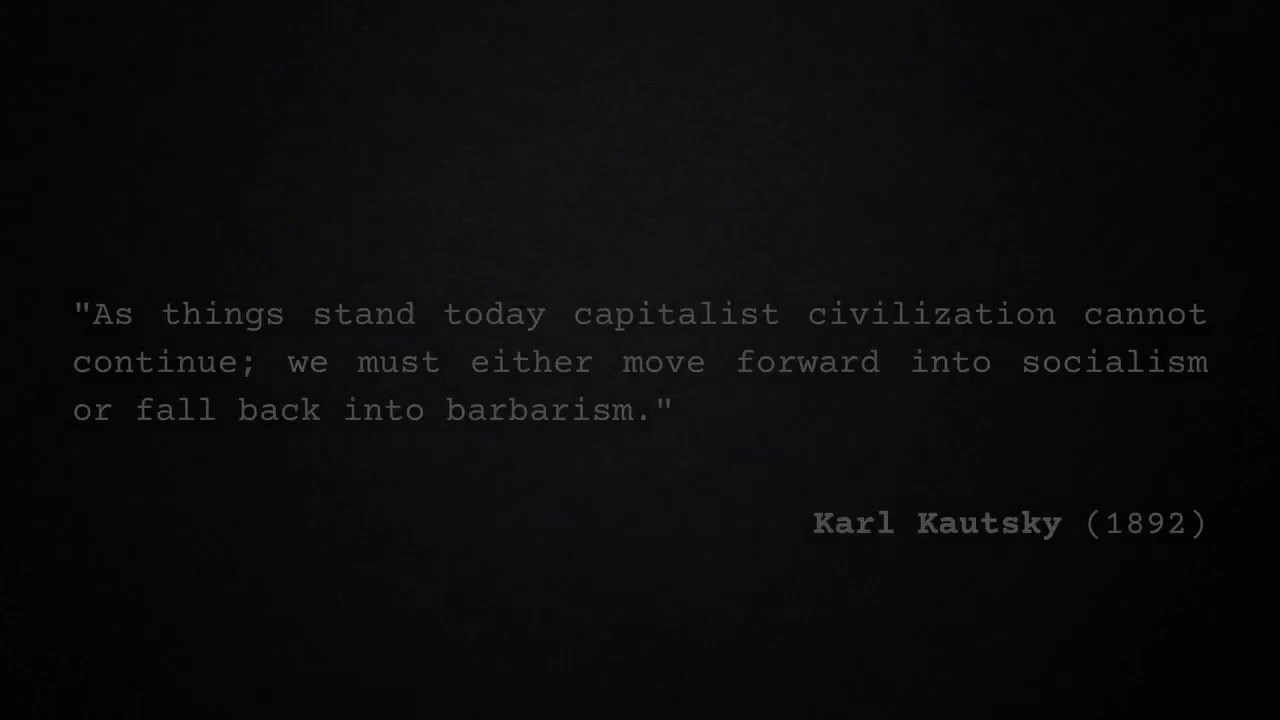 "As things stand today capitalist civilization cannot
continue; we must either move forward into socialism
or fall back into barbarism."
Karl Kautsky (1892)